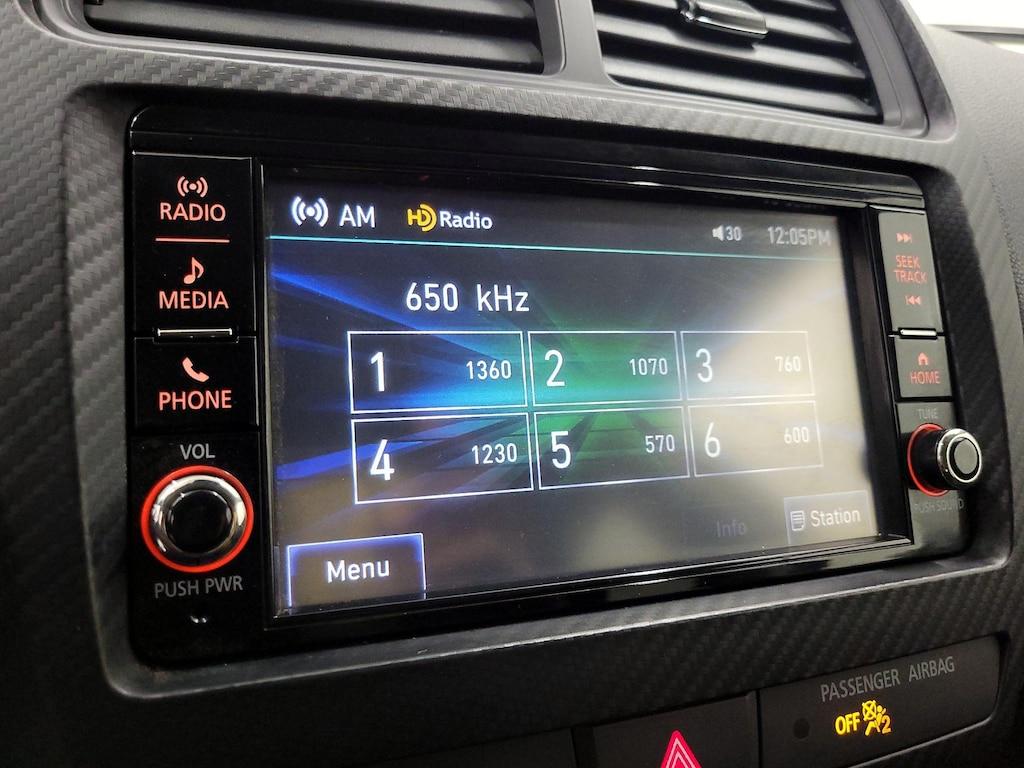 RADIO
MEDIA
PHONE
VOL
PUSH PWR
AM HD Radio 30 12:05PM
650 kHz
1 1360 2 1070 3 760
4 1230 5 570 6 600
Info Station
Menu
SEEK
TRACK
HOME
TUNE
PUSH SOUND
PASSENGER AIRBAG
OFF 2